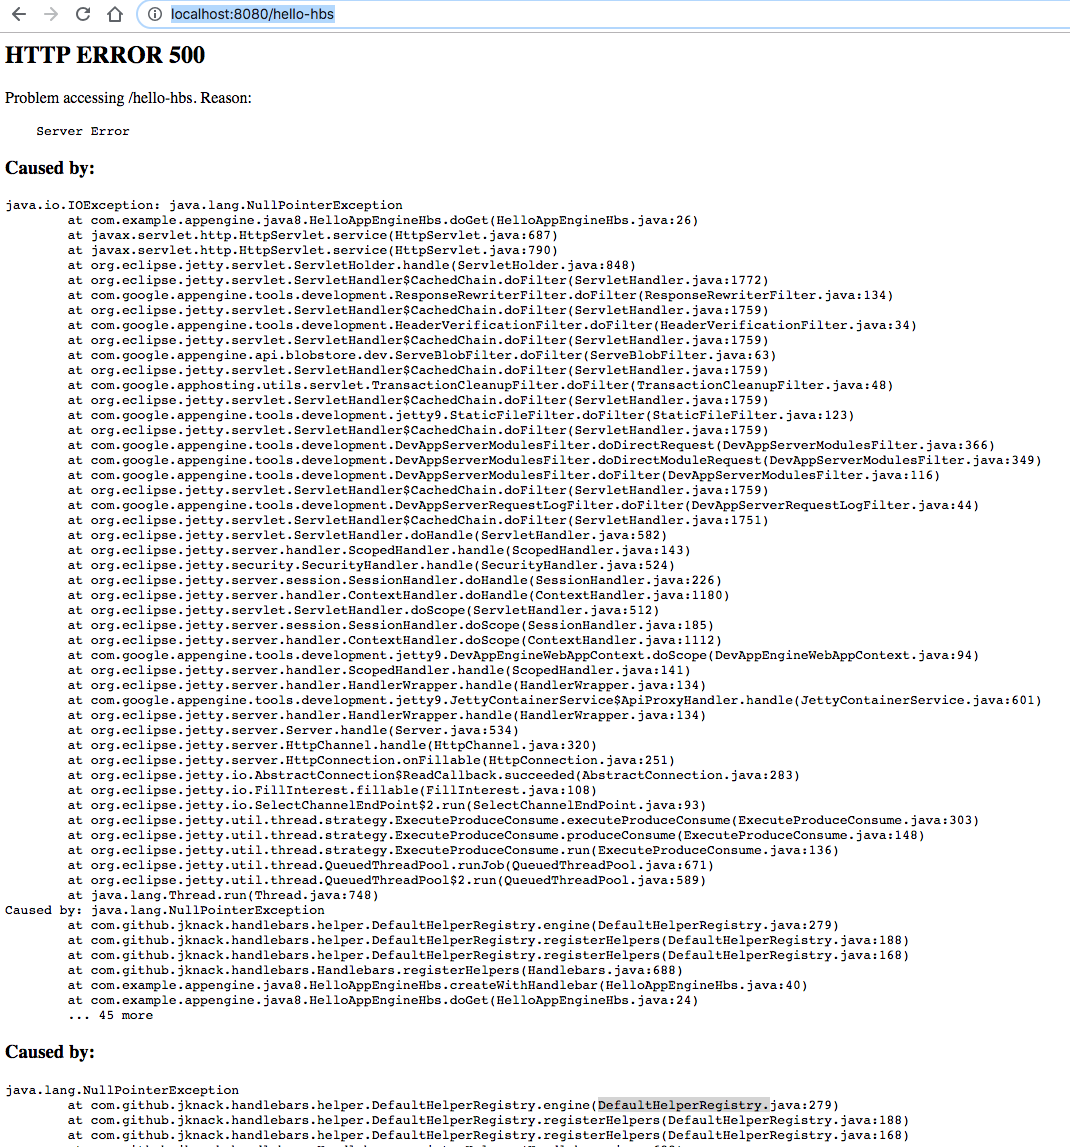 localhost:8080/hello-hbs
HTTP ERROR 500
Problem accessing /hello-hbs. Reason:
Server Error
Caused by:
java.io.IOException: java.lang.NullPointerException
at com.example.appengine.java8.HelloAppEngineHbs.doGet(HelloAppEngineHbs.java:26)
at javax.servlet.http.HttpServlet.service(HttpServlet.java:687)
at javax.servlet.http.HttpServlet.service(HttpServlet.java:790)
at org.eclipse.jetty.servlet.ServletHolder.handle(ServletHolder.java:848)
at org.eclipse.jetty.servlet.ServletHandler$CachedChain.doFilter(ServletHandler.java:1772)
at com.google.appengine.tools.development.ResponseRewriterFilter.doFilter(ResponseRewriterFilter.java:134)
at org.eclipse.jetty.servlet.ServletHandler$CachedChain.doFilter(ServletHandler.java:1759)
at com.google.appengine.tools.development.HeaderVerificationFilter.doFilter(HeaderVerificationFilter.java:34)
at org.eclipse.jetty.servlet.ServletHandler$CachedChain.doFilter(ServletHandler.java:1759)
at com.google.appengine.api.blobstore.dev.ServeBlobFilter.doFilter(ServeBlobFilter.java:63)
at org.eclipse.jetty.servlet.ServletHandler$CachedChain.doFilter(ServletHandler.java:1759)
at com.google.apphosting.utils.servlet.TransactionCleanupFilter.doFilter(TransactionCleanupFilter.java:48)
at org.eclipse.jetty.servlet.ServletHandler$CachedChain.doFilter(ServletHandler.java:1759)
at com.google.appengine.tools.development.jetty9.StaticFileFilter.doFilter(StaticFileFilter.java:123)
at org.eclipse.jetty.servlet.ServletHandler$CachedChain.doFilter(ServletHandler.java:1759)
at com.google.appengine.tools.development.DevAppServerModulesFilter.doDirectRequest(DevAppServerModulesFilter.java:366)
at com.google.appengine.tools.development.DevAppServerModulesFilter.doDirectModuleRequest(DevAppServerModulesFilter.java:349)
at com.google.appengine.tools.development.DevAppServerModulesFilter.doFilter(DevAppServerModulesFilter.java:116)
at org.eclipse.jetty.servlet.ServletHandler$CachedChain.doFilter(ServletHandler.java:1759)
at com.google.appengine.tools.development.DevAppServerRequestLogFilter.doFilter(DevAppServerRequestLogFilter.java:44)
at org.eclipse.jetty.servlet.ServletHandler$CachedChain.doFilter(ServletHandler.java:1751)
at org.eclipse.jetty.servlet.ServletHandler.doHandle(ServletHandler.java:582)
at org.eclipse.jetty.server.handler.ScopedHandler.handle(ScopedHandler.java:143)
at org.eclipse.jetty.security.SecurityHandler.handle(SecurityHandler.java:524)
at org.eclipse.jetty.server.session.SessionHandler.doHandle(SessionHandler.java:226)
at org.eclipse.jetty.server.handler.ContextHandler.doHandle(ContextHandler.java:1180)
at org.eclipse.jetty.servlet.ServletHandler.doScope(ServletHandler.java:512)
at org.eclipse.jetty.server.session.SessionHandler.doScope(SessionHandler.java:185)
at org.eclipse.jetty.server.handler.ContextHandler.doScope(ContextHandler.java:1112)
at com.google.appengine.tools.development.jetty9.DevAppEngineWebAppContext.doScope(DevAppEngineWebAppContext.java:94)
at org.eclipse.jetty.server.handler.ScopedHandler.handle(ScopedHandler.java:141)
at org.eclipse.jetty.server.handler.HandlerWrapper.handle(HandlerWrapper.java:134)
at com.google.appengine.tools.development.jetty9.JettyContainerService$ApiProxyHandler.handle(JettyContainerService.java:601)
at org.eclipse.jetty.server.handler.HandlerWrapper.handle(HandlerWrapper.java:134)
at org.eclipse.jetty.server.Server.handle(Server.java:534)
at org.eclipse.jetty.server.HttpChannel.handle(HttpChannel.java:320)
at org.eclipse.jetty.server.HttpConnection.onFillable(HttpConnection.java:251)
at org.eclipse.jetty.io.AbstractConnection$ReadCallback.succeeded(AbstractConnection.java:283)
at org.eclipse.jetty.io.FillInterest.fillable(FillInterest.java:108)
at org.eclipse.jetty.io.SelectChannelEndPoint$2.run(SelectChannelEndPoint.java:93)
at org.eclipse.jetty.util.thread.strategy.ExecuteProduceConsume.executeProduceConsume(ExecuteProduceConsume.java:303)
at org.eclipse.jetty.util.thread.strategy.ExecuteProduceConsume.produceConsume(ExecuteProduceConsume.java:148)
at org.eclipse.jetty.util.thread.strategy.ExecuteProduceConsume.run(ExecuteProduceConsume.java:136)
at org.eclipse.jetty.util.thread.QueuedThreadPool.runJob(QueuedThreadPool.java:671)
at org.eclipse.jetty.util.thread.QueuedThreadPool$2.run(QueuedThreadPool.java:589)
at java.lang.Thread.run(Thread.java:748)
Caused by: java.lang.NullPointerException
at com.github.jknack.handlebars.helper.DefaultHelperRegistry.engine(DefaultHelperRegistry.java:279)
at com.github.jknack.handlebars.helper.DefaultHelperRegistry.registerHelpers(DefaultHelperRegistry.java:188)
at com.github.jknack.handlebars.helper.DefaultHelperRegistry.registerHelpers(DefaultHelperRegistry.java:168)
at com.github.jknack.handlebars.Handlebars.registerHelpers(Handlebars.java:688)
at com.example.appengine.java8.HelloAppEngineHbs.createWithHandlebar(HelloAppEngineHbs.java:40)
at com.example.appengine.java8.HelloAppEngineHbs.doGet(HelloAppEngineHbs.java:24)
... 45 more
Caused by:
java.lang.NullPointerException
at com.github.jknack.handlebars.helper.DefaultHelperRegistry.engine(DefaultHelperRegistry.java:279)
at com.github.jknack.handlebars.helper.DefaultHelperRegistry.registerHelpers(DefaultHelperRegistry.java:188)
at com.github.jknack.handlebars.helper.DefaultHelperRegistry.registerHelpers(DefaultHelperRegistry.java:168)